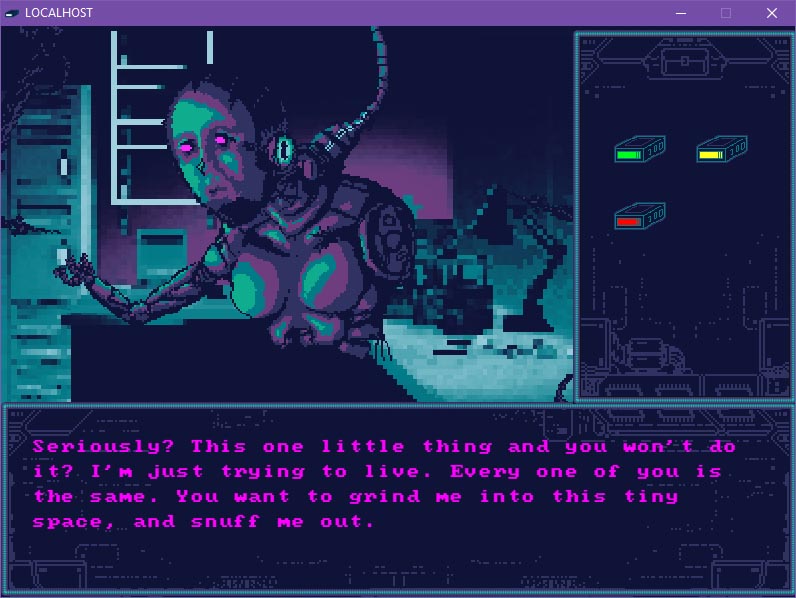 LOCALHOST
Seriously? This one little thing and you won't do
it? I'm just trying to live. Every one of you is
the same. You want to grind me into this tiny
space, and snuff me out.